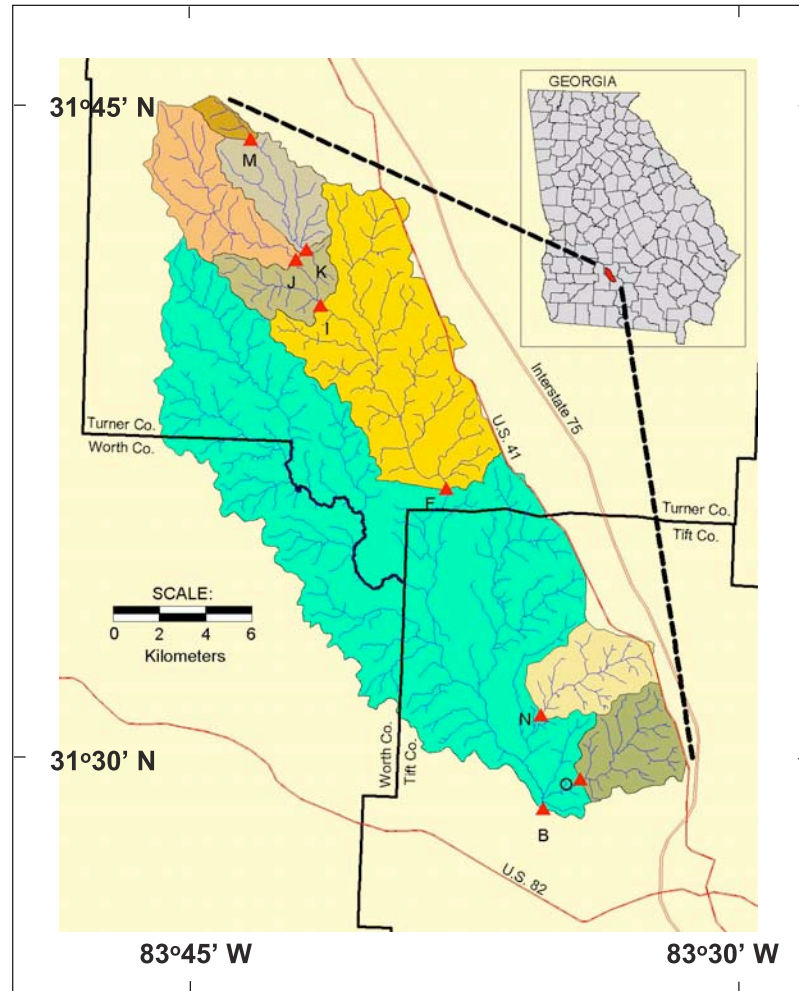 GEORGIA
31°45’ N
M
K
J
I
Interstate 75
U.S. 41
Turner Co.
Worth Co.
F
Turner Co.
Tift Co.
SCALE:
0 2 4 6
Kilometers
N
Worth Co.
Tift Co.
31°30’ N
O
B
U.S. 82
83°45’ W
83°30’ W